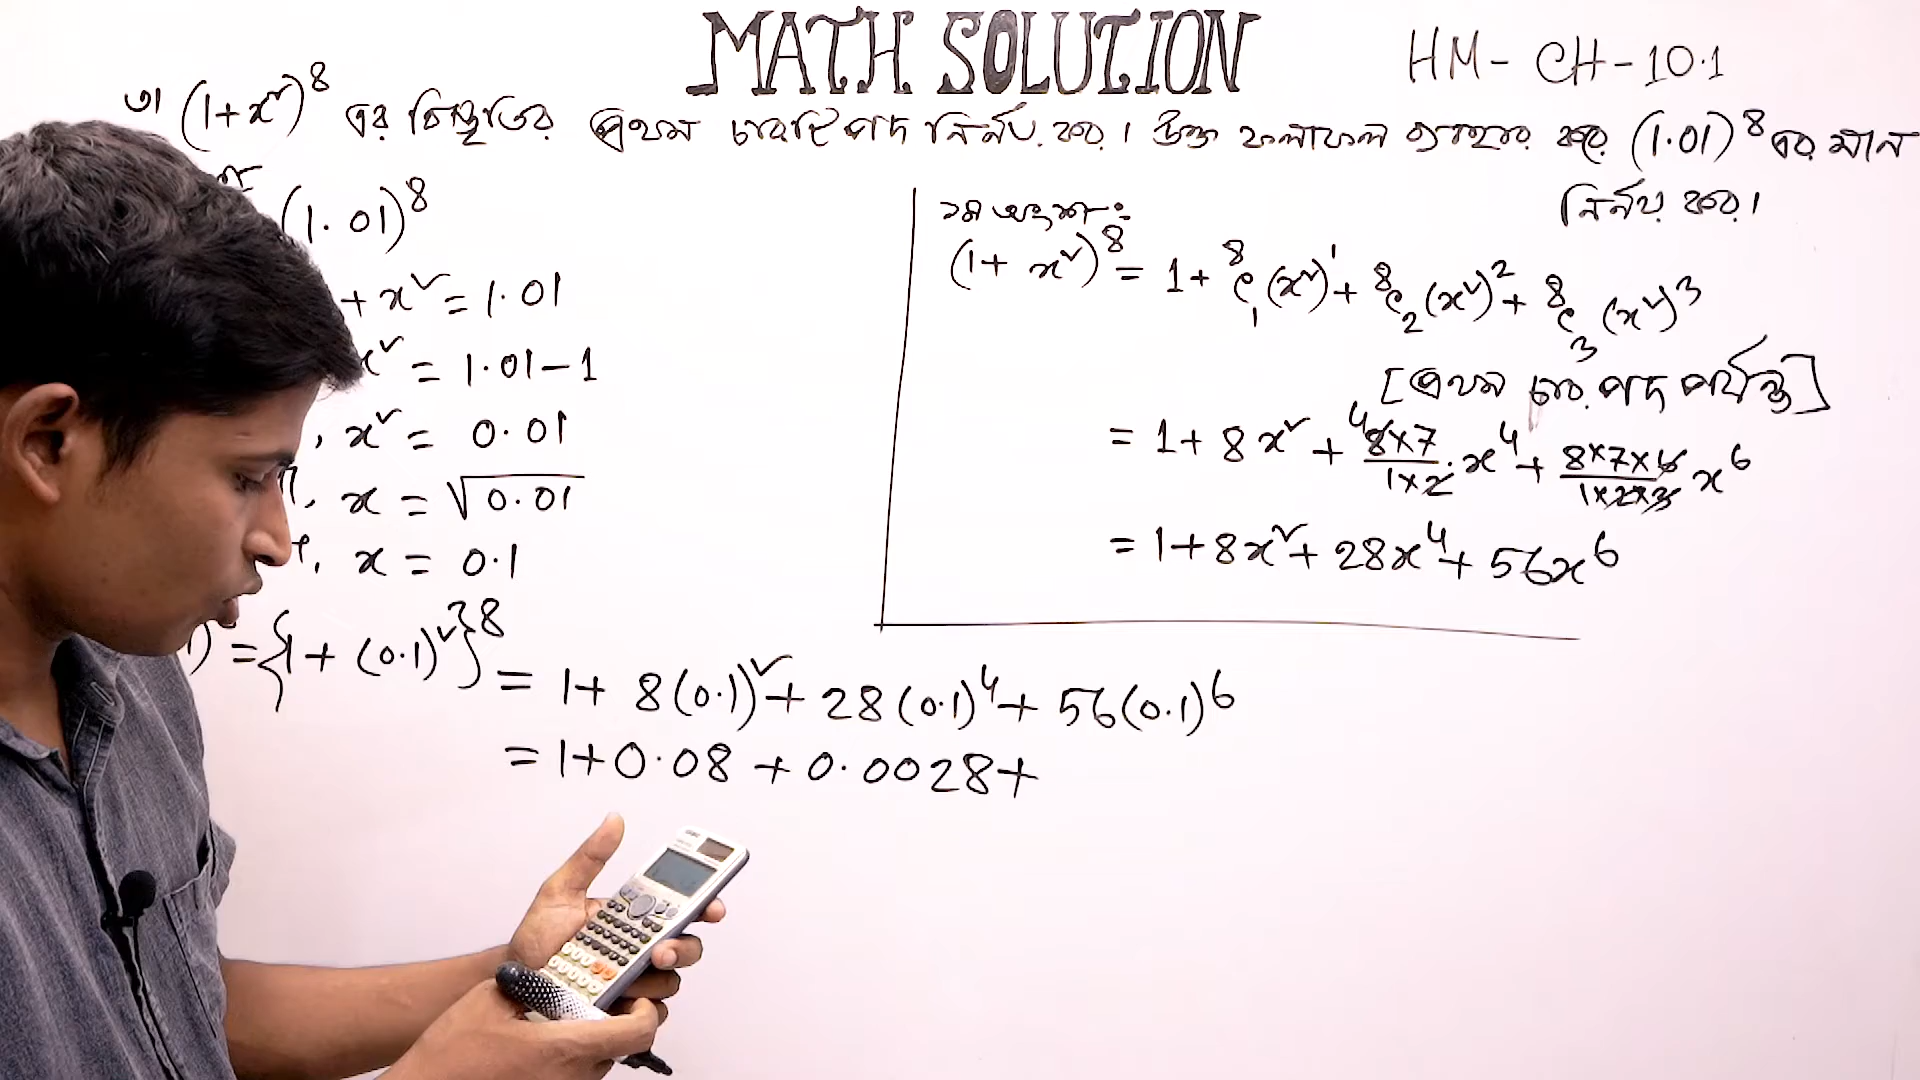 MATH SOLUTION
HM- CH-10.1
৩। (1+x²)⁸ এর বিস্তৃতির প্রথম চারটি পদ নির্নয় কর। উক্ত ফলাফল ব্যবহার করে (1.01)⁸ এর মান
নির্নয় কর।
(1.01)⁸
+ x² = 1.01
x² = 1.01-1
, x² = 0.01
, x = √0.01
, x = 0.1
) = {1 + (0.1)²}⁸ = 1 + 8(0.1)² + 28(0.1)⁴ + 56(0.1)⁶
= 1+0.08 + 0.0028+
১ম অংশঃ
(1+ x²)⁸ = 1 + ⁸C₁(x²)¹ + ⁸C₂(x²)² + ⁸C₃(x²)³
[প্রথম চার পদ পর্যন্ত]
= 1 + 8x² + 4 8×7/1×2 . x⁴ + 8×7×6/1×2×3 x⁶
= 1+8x²+ 28x⁴+ 56x⁶